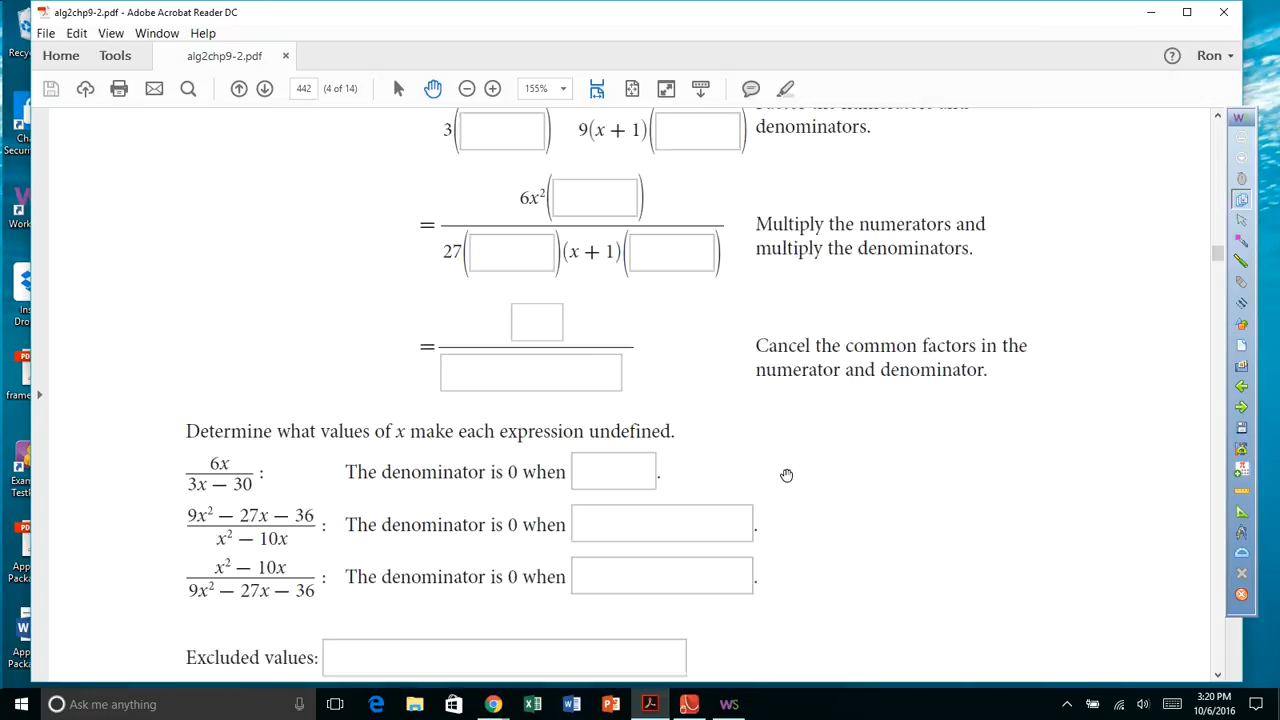 alg2chp9-2.pdf - Adobe Acrobat Reader DC
File Edit View Window Help
Home Tools alg2chp9-2.pdf × Ron
442 (4 of 14) 155%
3( ) 9(x + 1)( ) denominators.
6x²( )
= Multiply the numerators and
27( )(x + 1)( ) multiply the denominators.
= Cancel the common factors in the
numerator and denominator.
Determine what values of x make each expression undefined.
6x
3x − 30 : The denominator is 0 when .
9x² − 27x − 36
x² − 10x : The denominator is 0 when .
x² − 10x
9x² − 27x − 36 : The denominator is 0 when .
Excluded values:
Ask me anything
3:20 PM
10/6/2016